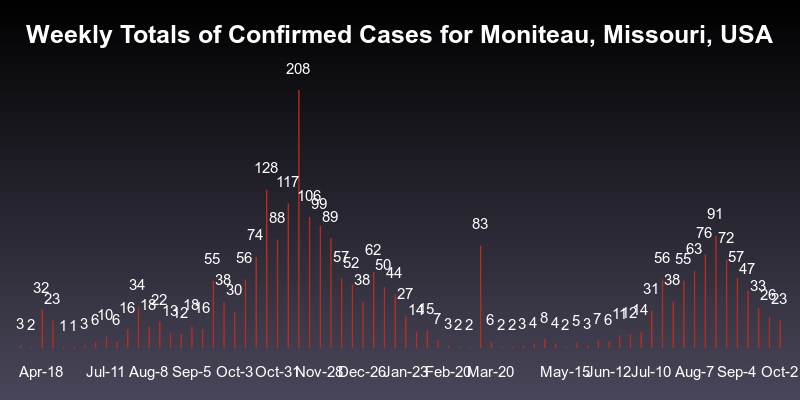 Weekly Totals of Confirmed Cases for Moniteau, Missouri, USA
3 2 32 23 1 1 3 6 10 6 16 34 18 22 13 12 18 16 55 38 30 56 74 128 88 117 208 106 99 89 57 52 38 62 50 44 27 14 15 7 3 2 2 83 6 2 2 3 4 8 4 2 5 3 7 6 11 12 14 31 56 38 55 63 76 91 72 57 47 33 26 23
Apr-18 Jul-11 Aug-8 Sep-5 Oct-3 Oct-31 Nov-28 Dec-26 Jan-23 Feb-20 Mar-20 May-15 Jun-12 Jul-10 Aug-7 Sep-4 Oct-2